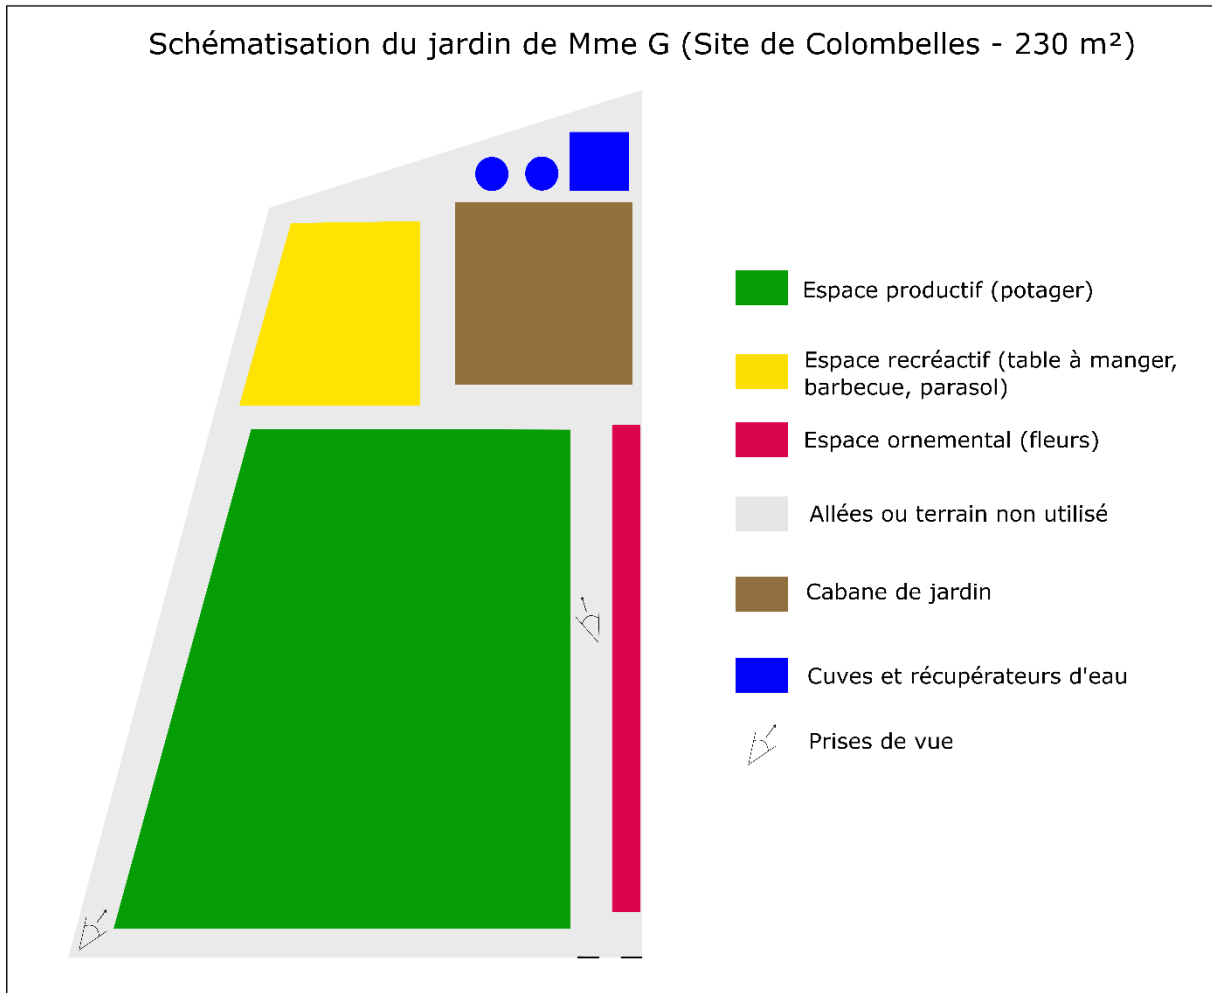 Schématisation du jardin de Mme G (Site de Colombelles - 230 m²)
Espace productif (potager)
Espace recréactif (table à manger,
barbecue, parasol)
Espace ornemental (fleurs)
Allées ou terrain non utilisé
Cabane de jardin
Cuves et récupérateurs d'eau
Prises de vue